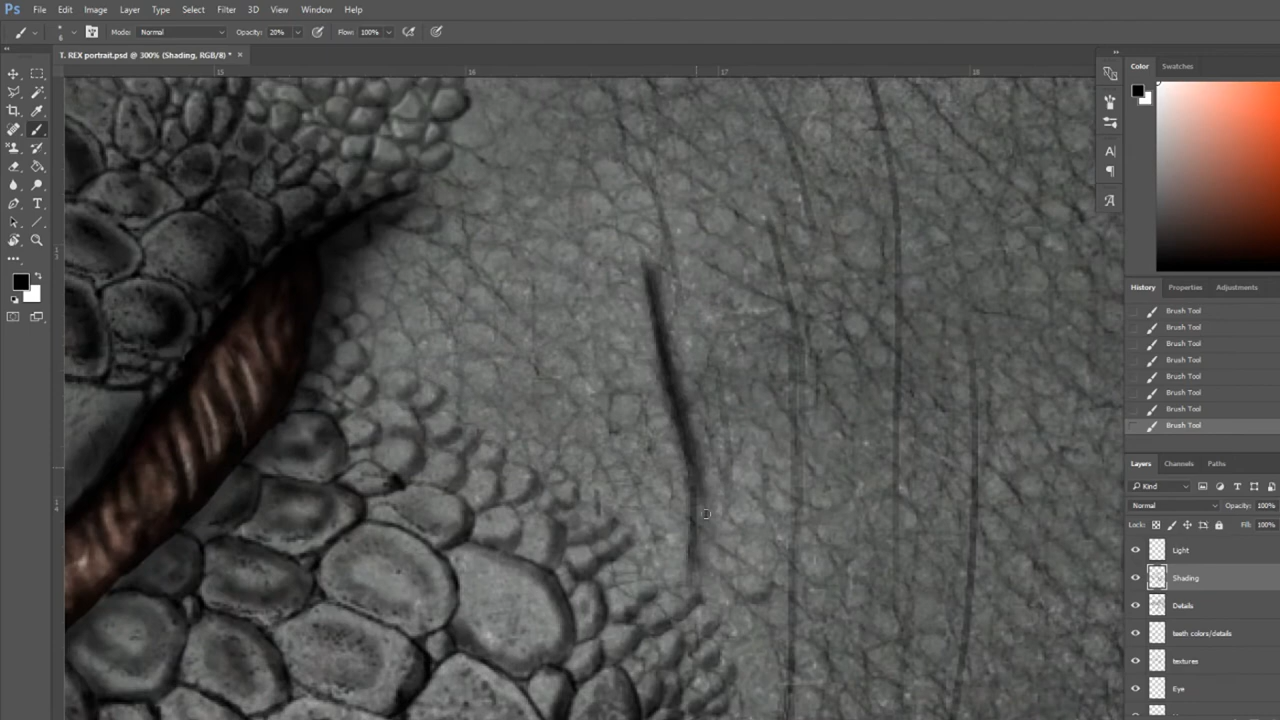 Ps File Edit Image Layer Type Select Filter 3D View Window Help
6 Mode: Normal Opacity: 20% Flow: 100%
T. REX portrait.psd @ 300% (Shading, RGB/8) * ×
15 16 17 18
Color Swatches
History Properties Adjustments
Brush Tool
Brush Tool
Brush Tool
Brush Tool
Brush Tool
Brush Tool
Brush Tool
Brush Tool
Layers Channels Paths
Kind
Normal Opacity: 100%
Lock: Fill: 100%
Light
Shading
Details
teeth colors/details
textures
Eye